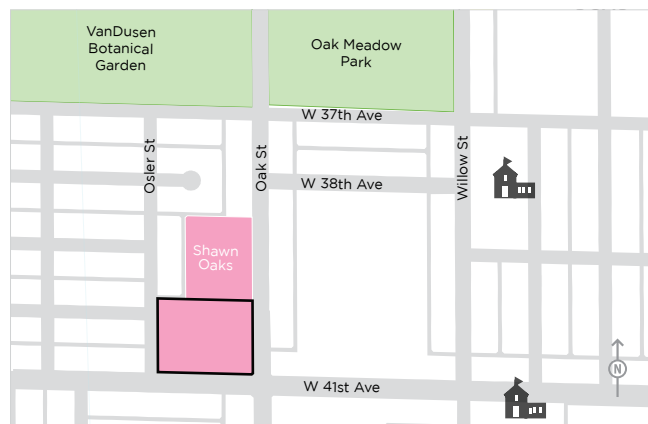 VanDusen
Botanical
Garden
Oak Meadow
Park
W 37th Ave
Osler St
Oak St
W 38th Ave
Willow St
Shawn
Oaks
N
W 41st Ave